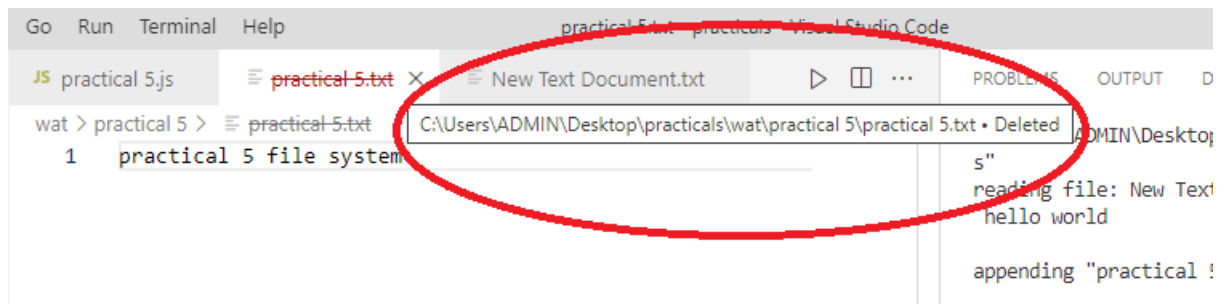 Go Run Terminal Help practical 5.txt - practicals - Visual Studio Code
JS practical 5.js practical 5.txt × New Text Document.txt ··· PROBLEMS OUTPUT D
wat > practical 5 > practical 5.txt
C:\Users\ADMIN\Desktop\practicals\wat\practical 5\practical 5.txt • Deleted
1 practical 5 file system
ADMIN\Desktop
s"
reading file: New Text
hello world
appending "practical 5